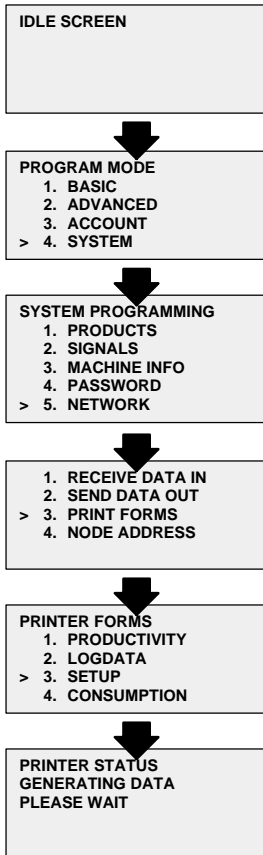 IDLE SCREEN
PROGRAM MODE
1. BASIC
2. ADVANCED
3. ACCOUNT
> 4. SYSTEM
SYSTEM PROGRAMMING
1. PRODUCTS
2. SIGNALS
3. MACHINE INFO
4. PASSWORD
> 5. NETWORK
1. RECEIVE DATA IN
2. SEND DATA OUT
> 3. PRINT FORMS
4. NODE ADDRESS
PRINTER FORMS
1. PRODUCTIVITY
2. LOGDATA
> 3. SETUP
4. CONSUMPTION
PRINTER STATUS
GENERATING DATA
PLEASE WAIT